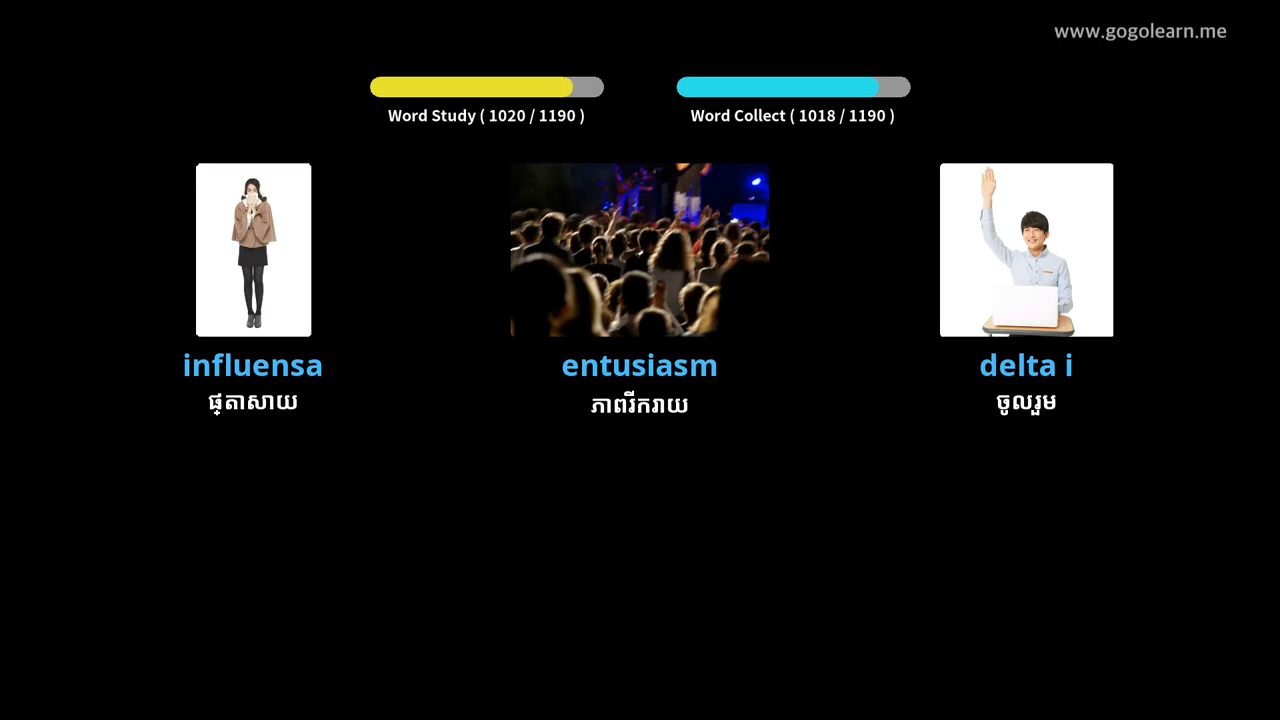 www.gogolearn.me
Word Study ( 1020 / 1190 )
Word Collect ( 1018 / 1190 )
influensa
ផ្តាសាយ
entusiasm
ភាពរីករាយ
delta i
ចូលរួម